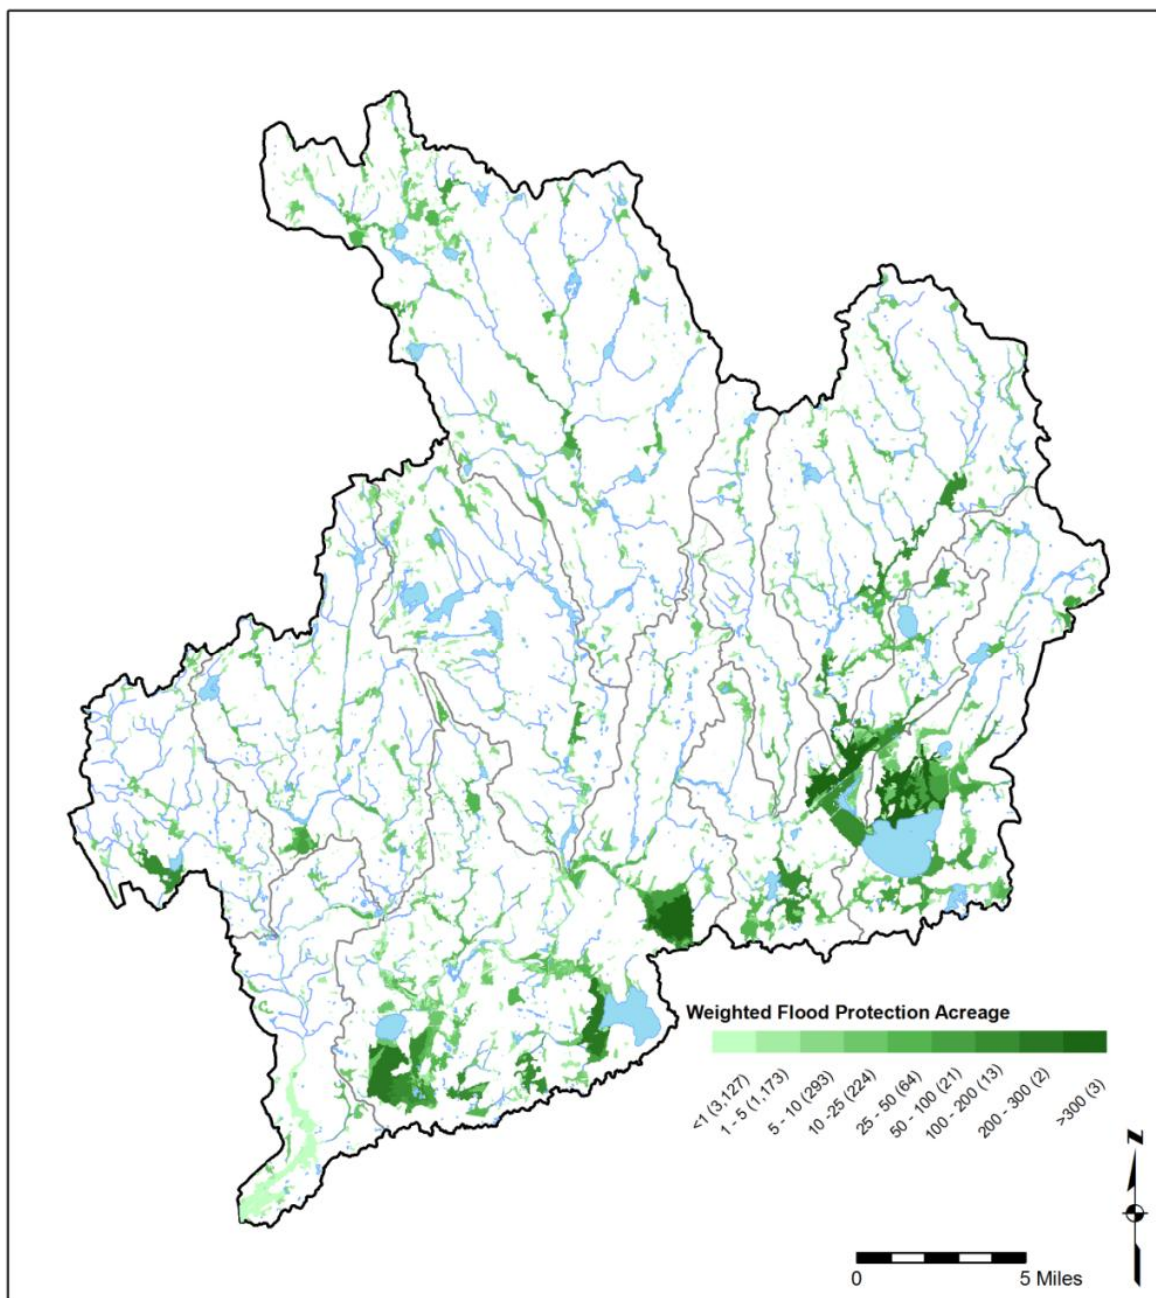 Weighted Flood Protection Acreage
<1 (3,127)
1 - 5 (1,173)
5 - 10 (293)
10 -25 (224)
25 - 50 (64)
50 - 100 (21)
100 - 200 (13)
200 - 300 (2)
>300 (3)
N
0 5 Miles